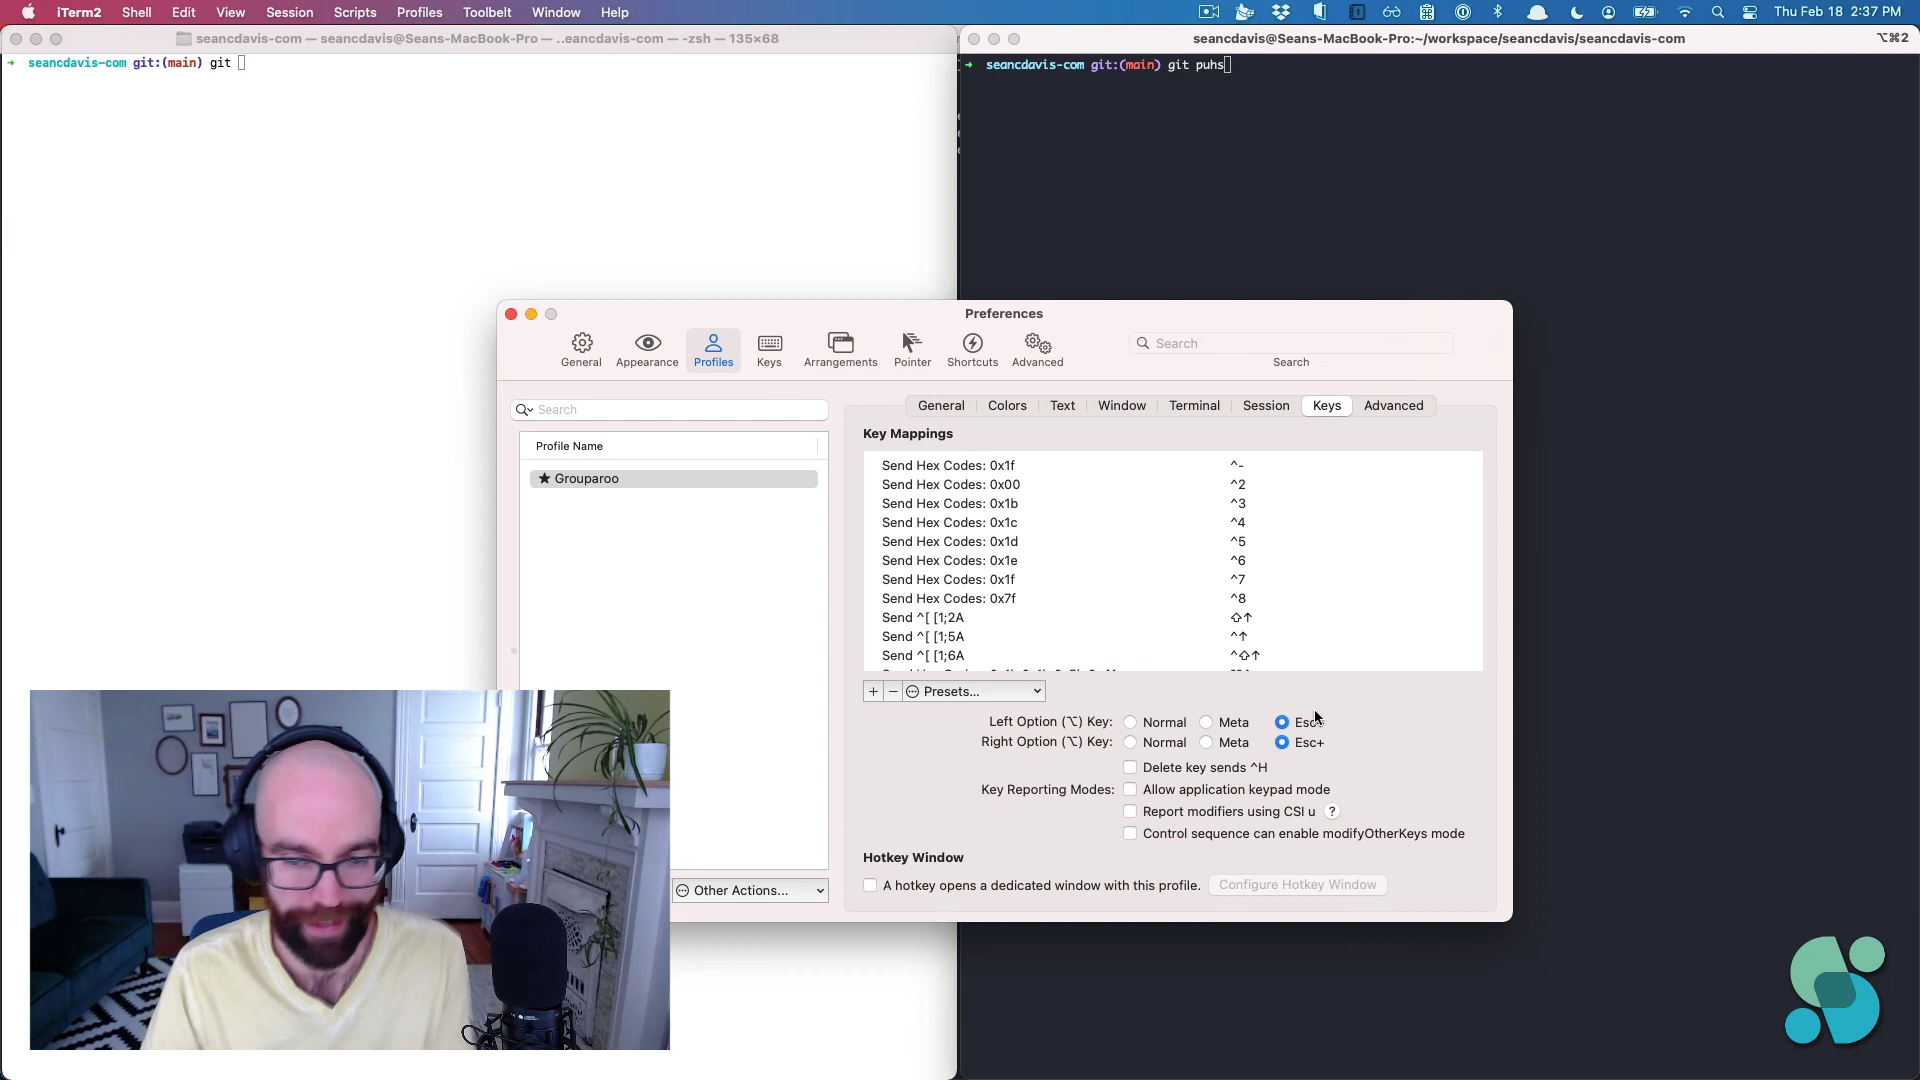 iTerm2 Shell Edit View Session Scripts Profiles Toolbelt Window Help Thu Feb 18 2:37 PM
seancdavis-com — seancdavis@Seans-MacBook-Pro — ..eancdavis-com — -zsh — 135×68
seancdavis@Seans-MacBook-Pro:~/workspace/seancdavis/seancdavis-com ⌥⌘2
➜ seancdavis-com git:(main) git
➜ seancdavis-com git:(main) git puhs
Preferences
General Appearance Profiles Keys Arrangements Pointer Shortcuts Advanced
Search
Search
Search
General Colors Text Window Terminal Session Keys Advanced
Profile Name
★ Grouparoo
Key Mappings
Send Hex Codes: 0x1f ^-
Send Hex Codes: 0x00 ^2
Send Hex Codes: 0x1b ^3
Send Hex Codes: 0x1c ^4
Send Hex Codes: 0x1d ^5
Send Hex Codes: 0x1e ^6
Send Hex Codes: 0x1f ^7
Send Hex Codes: 0x7f ^8
Send ^[ [1;2A ⇧↑
Send ^[ [1;5A ^↑
Send ^[ [1;6A ^⇧↑
+ − Presets...
Left Option (⌥) Key: Normal Meta Esc+
Right Option (⌥) Key: Normal Meta Esc+
Delete key sends ^H
Key Reporting Modes: Allow application keypad mode
Report modifiers using CSI u ?
Control sequence can enable modifyOtherKeys mode
Hotkey Window
A hotkey opens a dedicated window with this profile. Configure Hotkey Window
Other Actions...